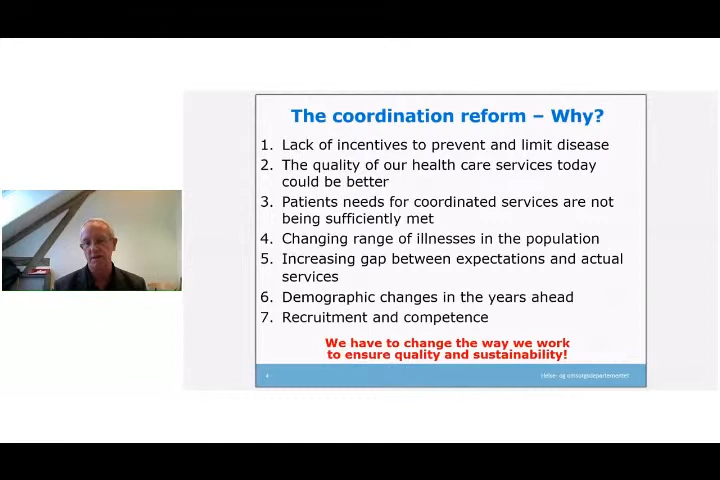 The coordination reform – Why?
1. Lack of incentives to prevent and limit disease
2. The quality of our health care services today
could be better
3. Patients needs for coordinated services are not
being sufficiently met
4. Changing range of illnesses in the population
5. Increasing gap between expectations and actual
services
6. Demographic changes in the years ahead
7. Recruitment and competence
We have to change the way we work
to ensure quality and sustainability!
4
Helse- og omsorgsdepartementet